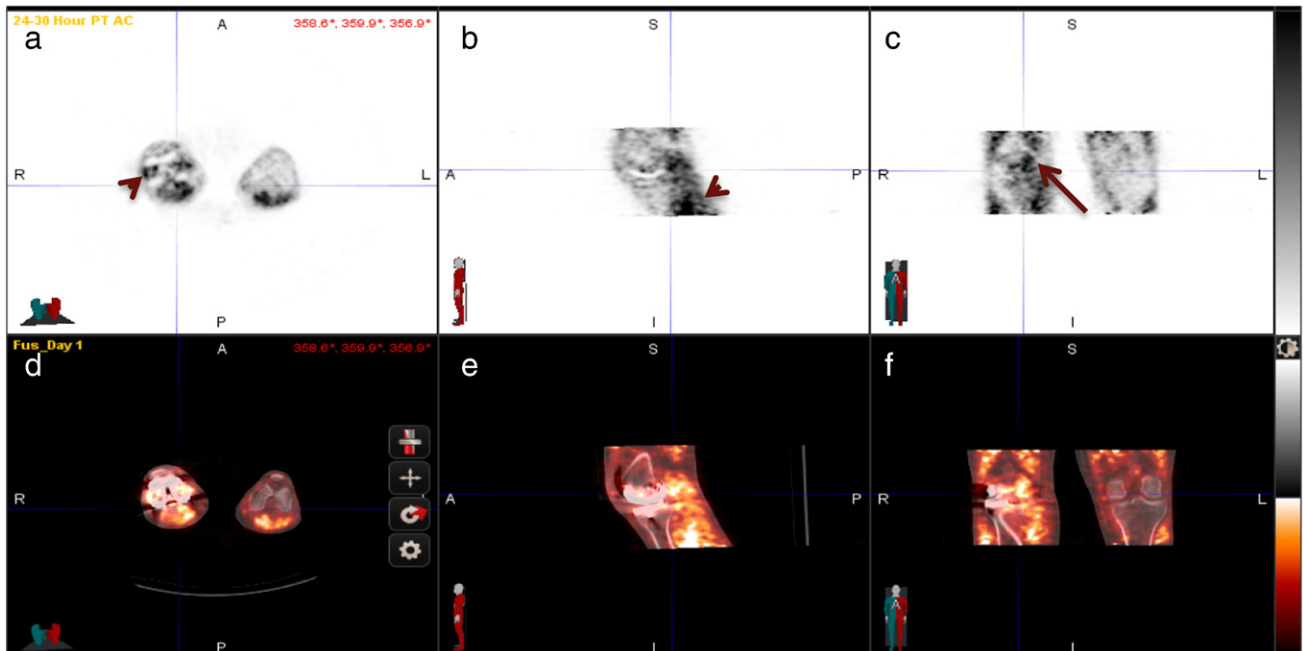 24-30 Hour PT AC
358.6°, 359.9°, 356.9°
a
A
R
L
P
b
S
A
P
I
c
S
R
L
I
A
Fus_Day 1
358.6°, 359.9°, 356.9°
d
A
R
P
e
S
A
P
I
f
S
R
L
I
A